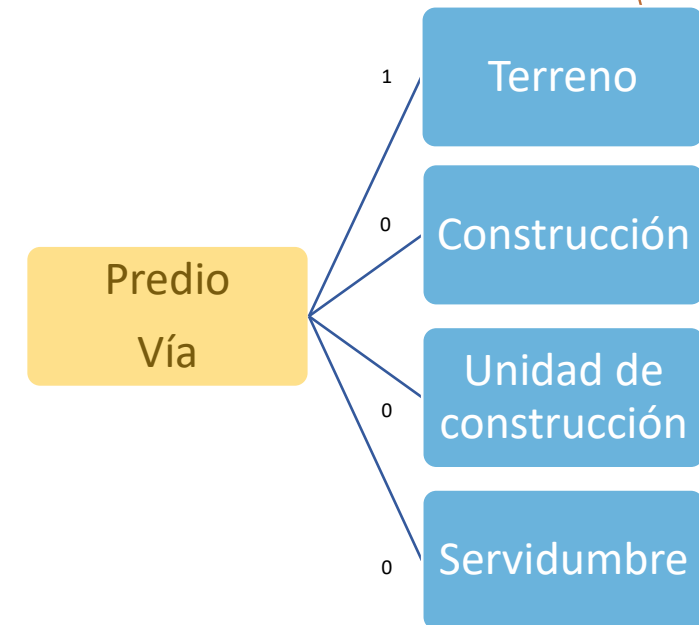 Predio
Vía
1
Terreno
0
Construcción
0
Unidad de
construcción
0
Servidumbre